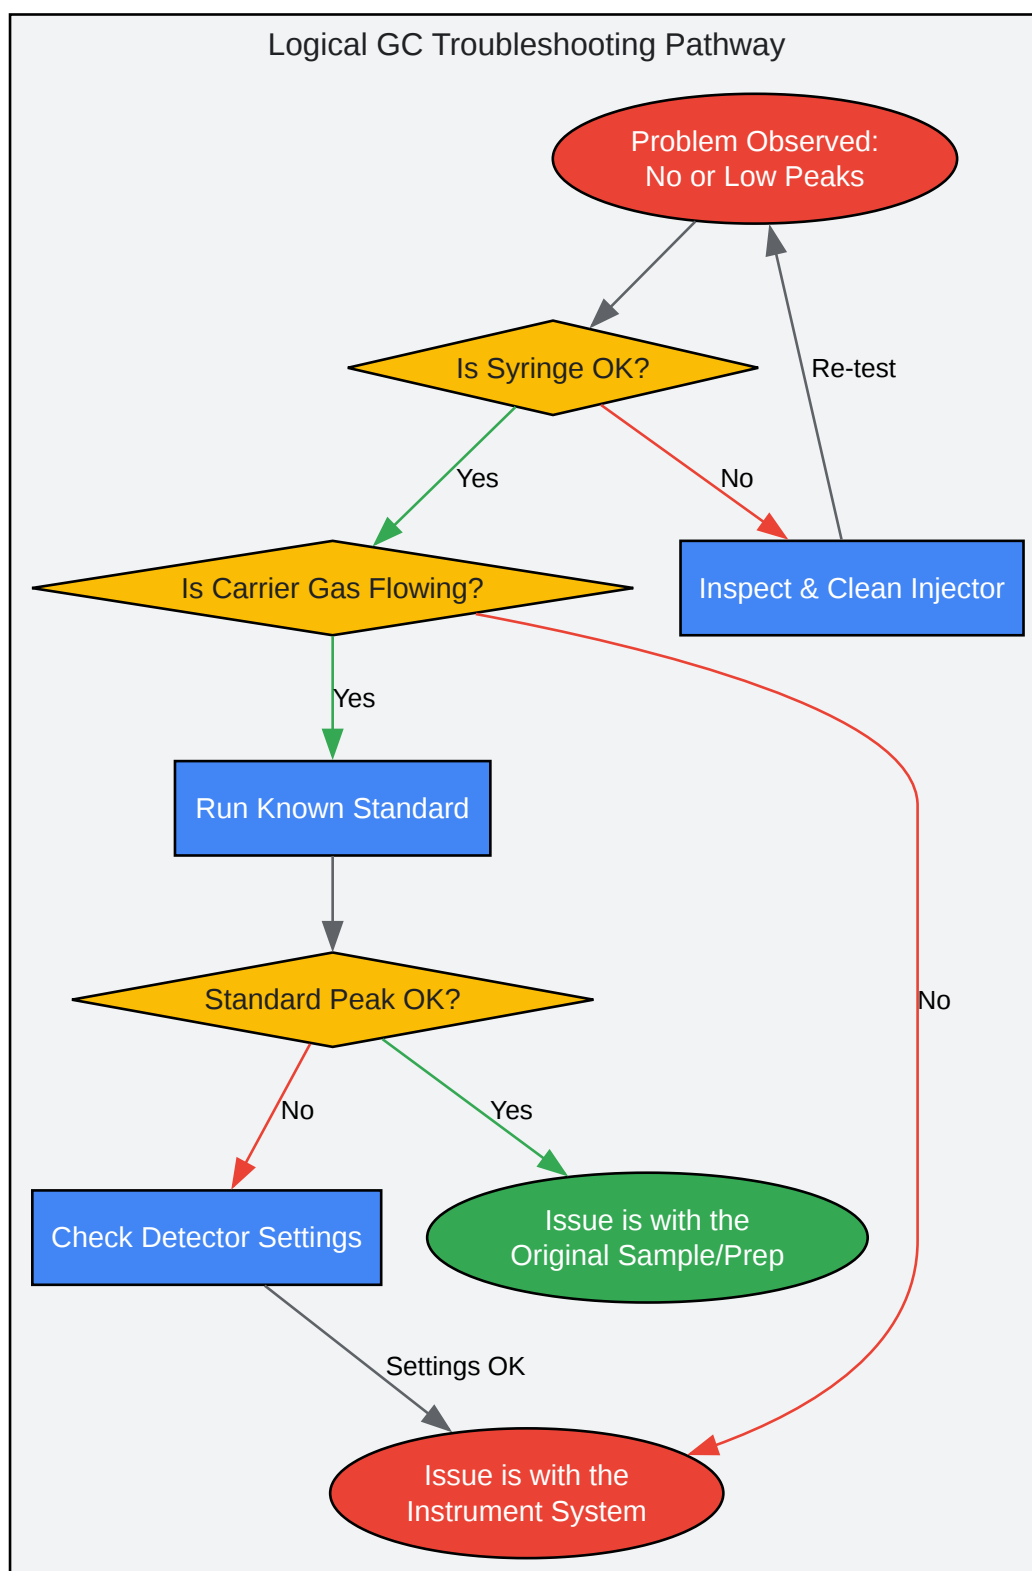 Logical GC Troubleshooting Pathway
Problem Observed:
No or Low Peaks
Is Syringe OK?
Re-test
Yes
No
Is Carrier Gas Flowing?
Inspect & Clean Injector
Yes
Run Known Standard
Standard Peak OK?
No
No
Yes
Check Detector Settings
Issue is with the
Original Sample/Prep
Settings OK
Issue is with the
Instrument System